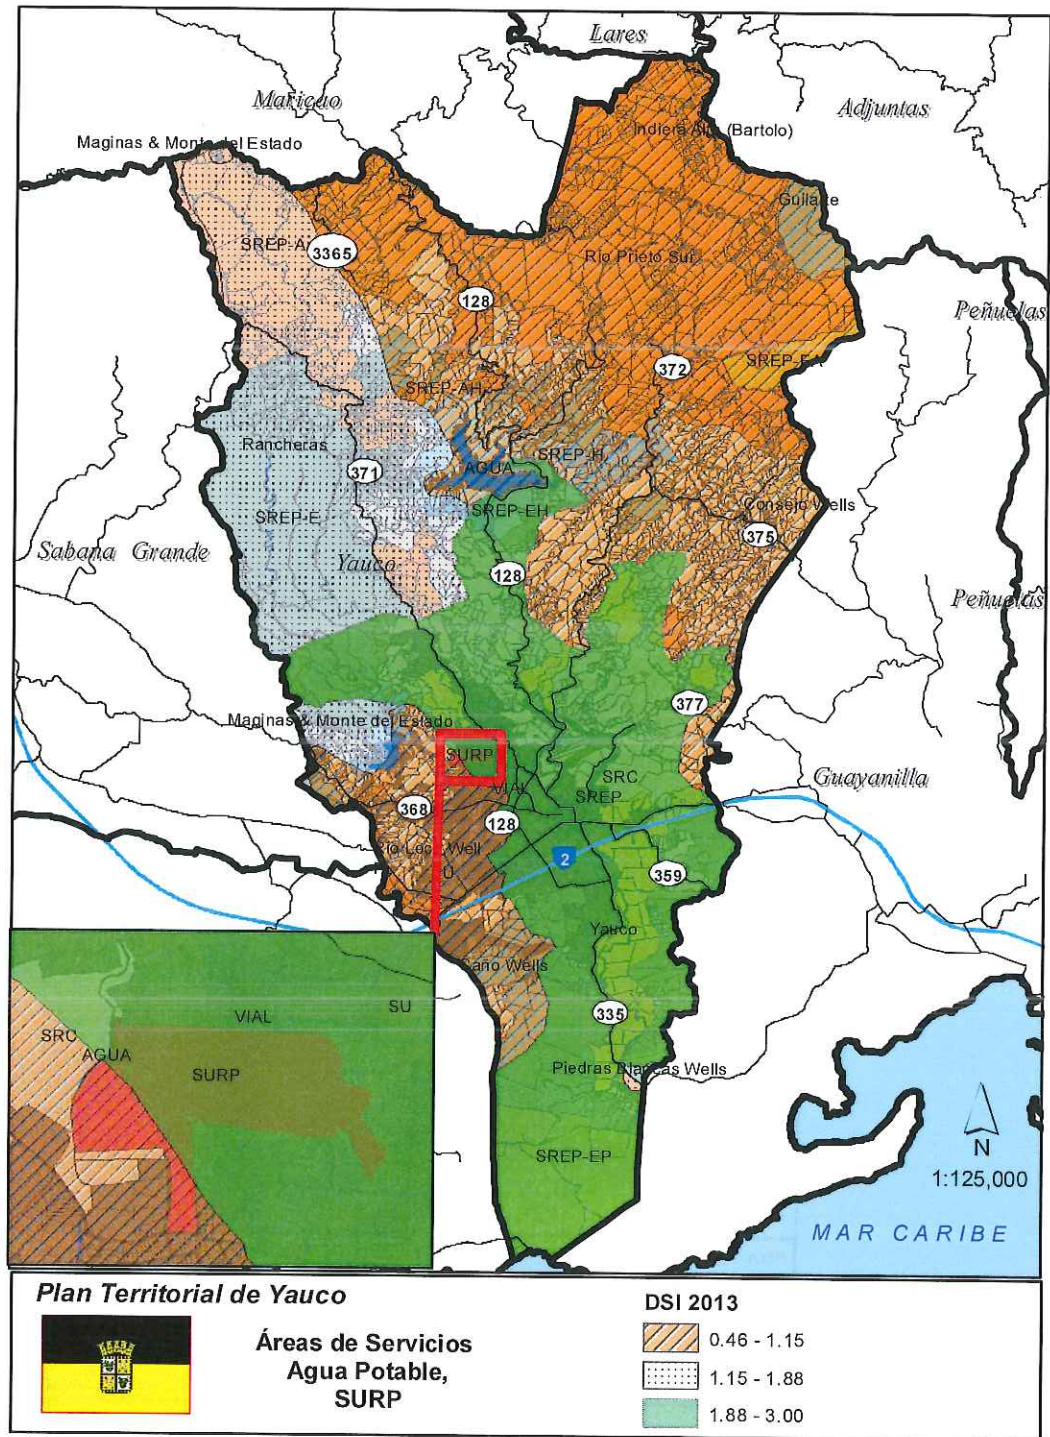 Lares
Maricao
Adjuntas
Maginas & Monte del Estado
Indiera Alta (Bartolo)
Guilarte
SREP-A
3365
Rio Prieto Sur
128
Peñuelas
372
SREP-EA
SREP-AH
Rancheras
371
AGUA
SREP-H
SREP-E
SREP-EH
Consejo Wells
375
Sabana Grande
Yauco
128
Peñuelas
377
Maginas & Monte del Estado
SURP
SRC
Guayanilla
VIAL
SREP
368
128
Well
2
359
Yauco
Caño Wells
335
SU
VIAL
SRC
AGUA
SURP
Piedras Blancas Wells
SREP-EP
N
1:125,000
MAR CARIBE
Plan Territorial de Yauco
Áreas de Servicios
Agua Potable,
SURP
DSI 2013
0.46 - 1.15
1.15 - 1.88
1.88 - 3.00